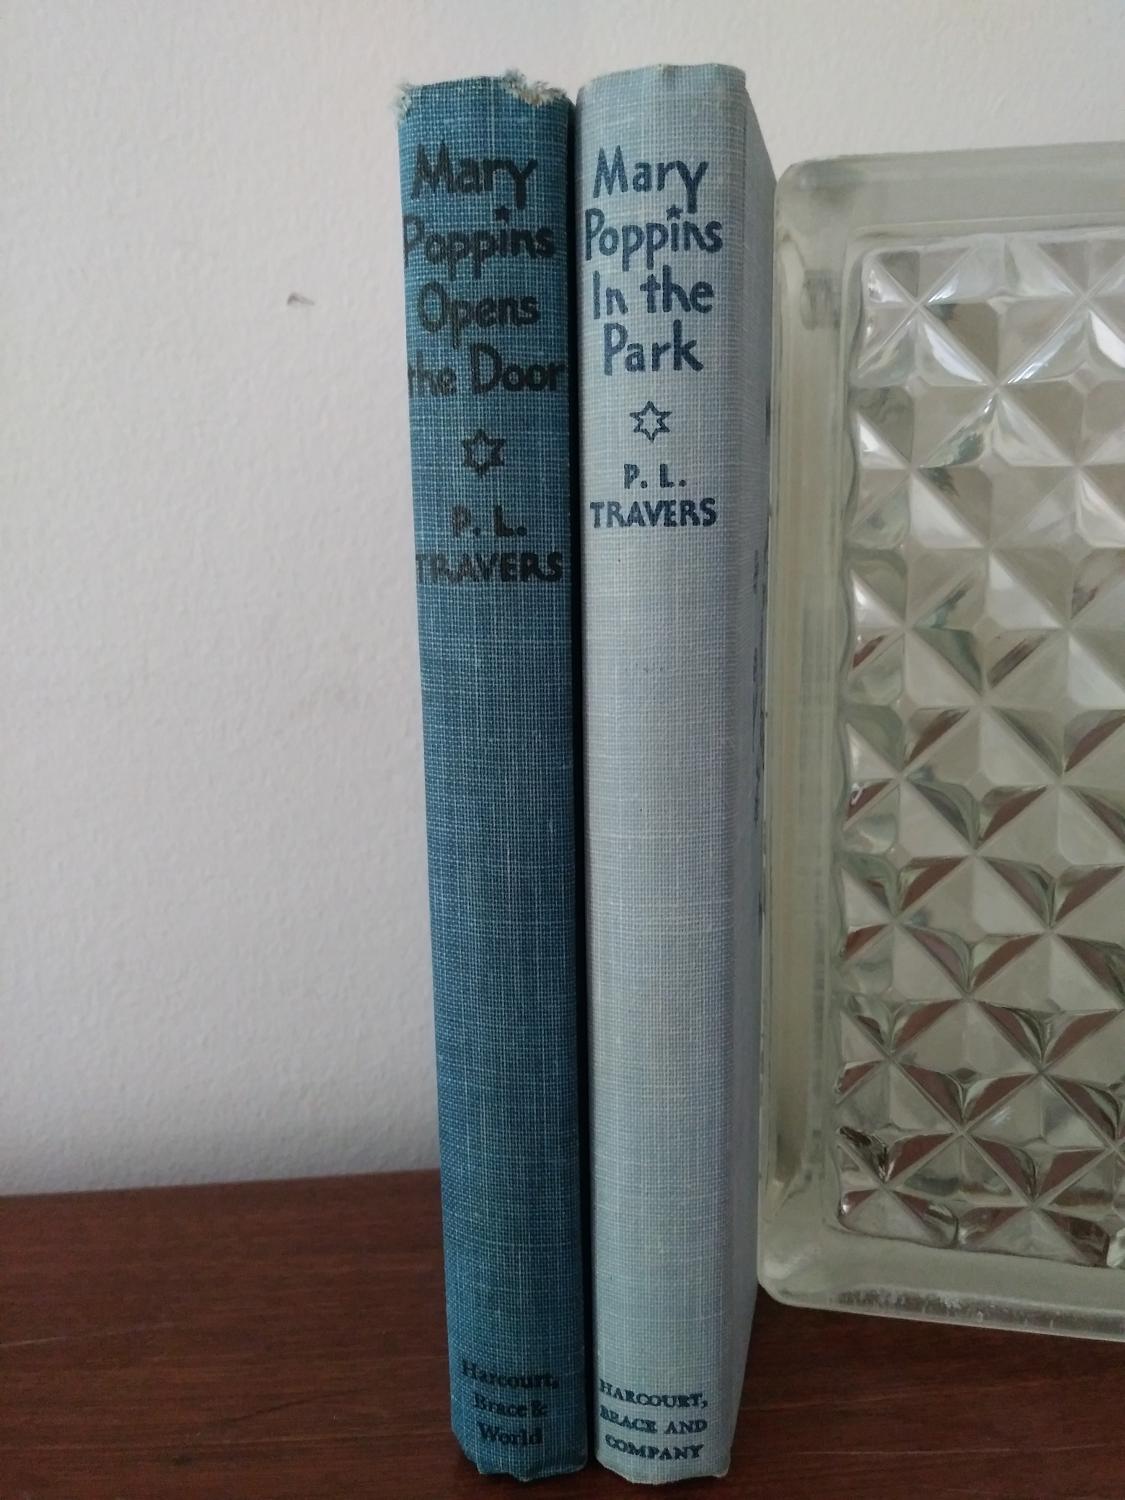 Mary
Poppins
Opens
the Door
P. L.
TRAVERS
Harcourt,
Brace &
World
Mary
Poppins
In the
Park
P. L.
TRAVERS
HARCOURT,
BRACE AND
COMPANY